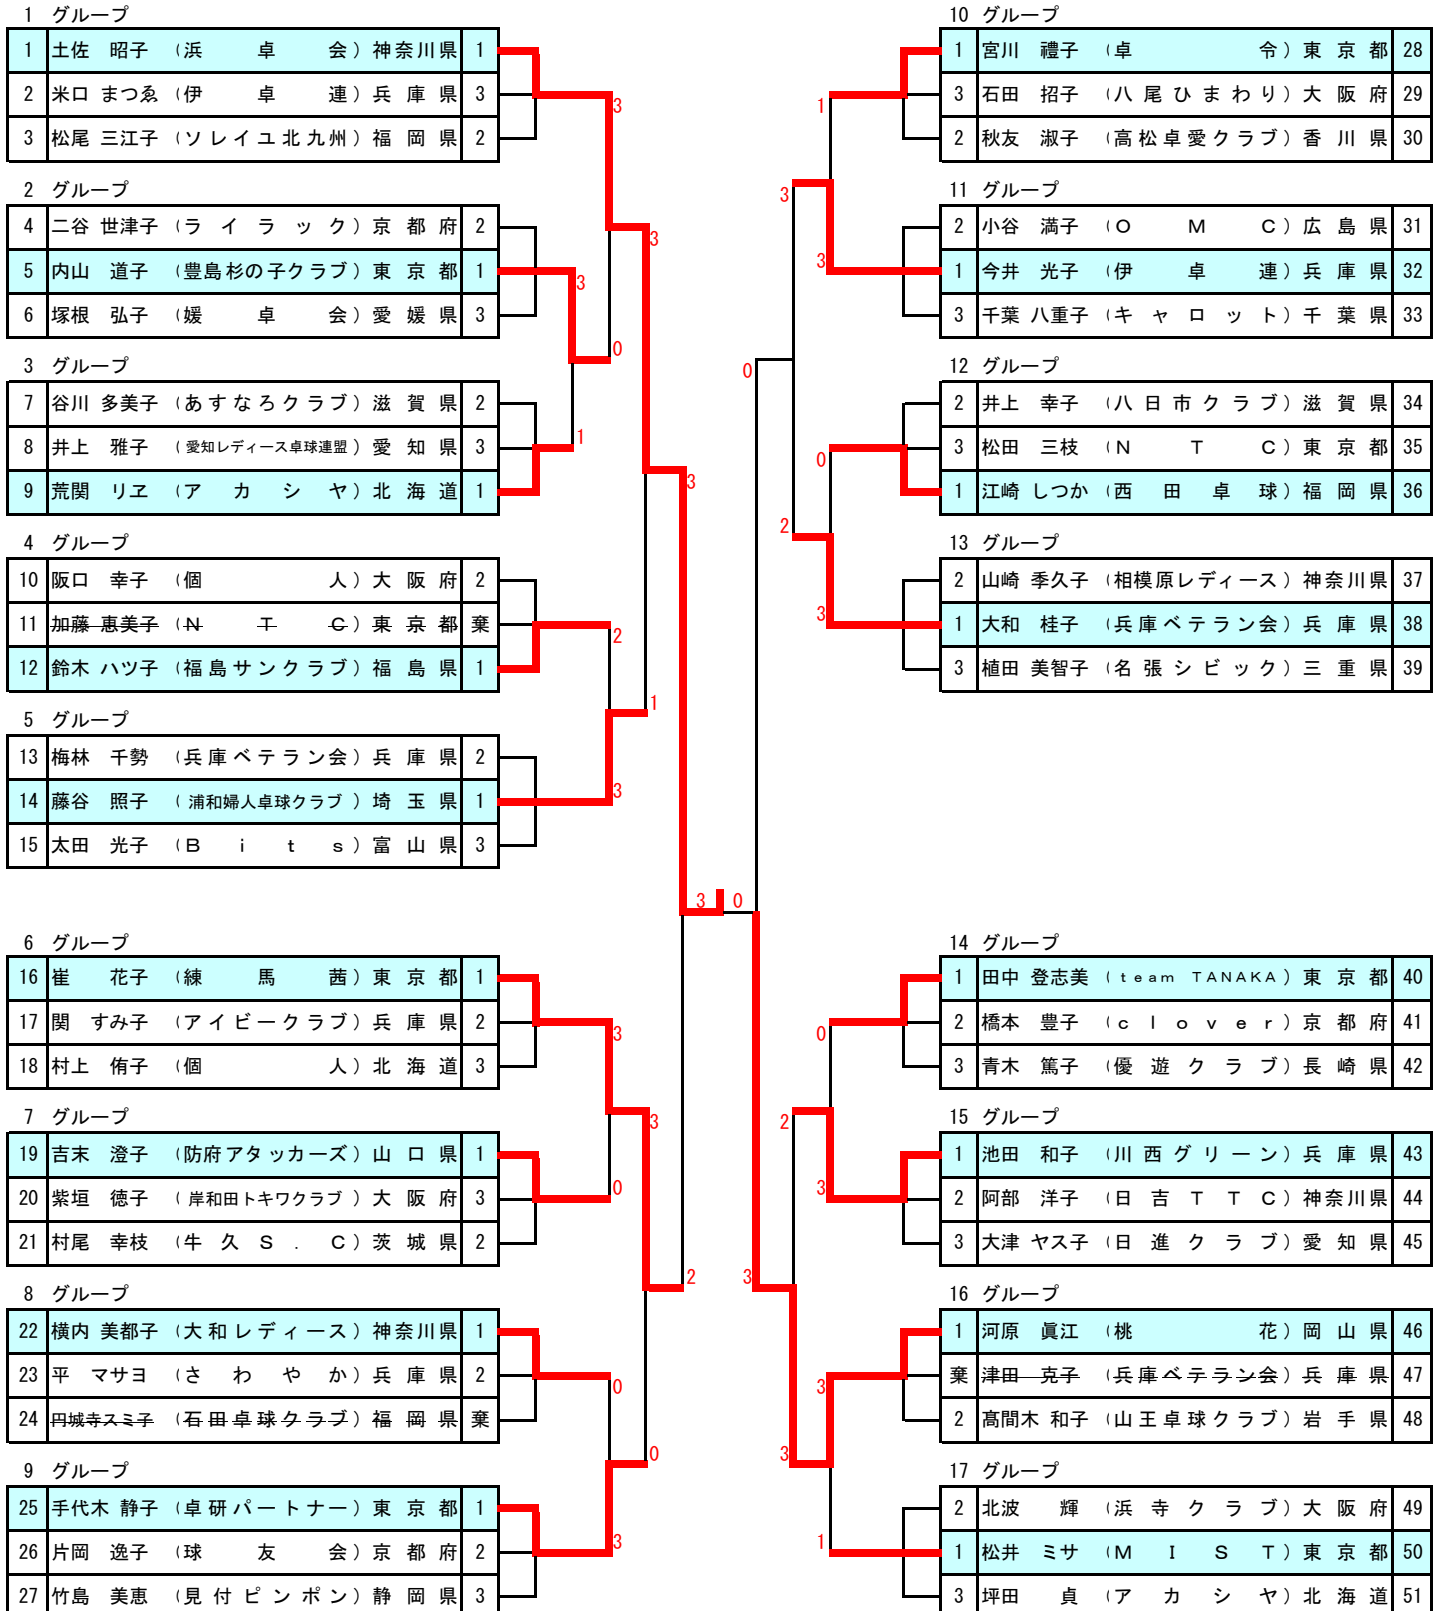 1 グループ
1 土佐 昭子 (浜卓会) 神奈川県 1
2 米口 まつゑ (伊卓連) 兵庫県 3
3 松尾 三江子 (ソレイユ北九州) 福岡県 2
3
2 グループ
4 二谷 世津子 (ライラック) 京都府 2
5 内山 道子 (豊島杉の子クラブ) 東京都 1
6 塚根 弘子 (媛卓会) 愛媛県 3
3
3
0
3 グループ
7 谷川 多美子 (あすなろクラブ) 滋賀県 2
8 井上 雅子 (愛知レディース卓球連盟) 愛知県 3
9 荒関 リヱ (アカシヤ) 北海道 1
1
3
4 グループ
10 阪口 幸子 (個人) 大阪府 2
11 加藤 恵美子 (NTC) 東京都 棄
12 鈴木 ハツ子 (福島サンクラブ) 福島県 1
2
1
5 グループ
13 梅林 千勢 (兵庫ベテラン会) 兵庫県 2
14 藤谷 照子 (浦和婦人卓球クラブ) 埼玉県 1
15 太田 光子 (Bits) 富山県 3
3
3 0
6 グループ
16 崔 花子 (練馬茜) 東京都 1
17 関 すみ子 (アイビークラブ) 兵庫県 2
18 村上 侑子 (個人) 北海道 3
3
3
7 グループ
19 吉末 澄子 (防府アタッカーズ) 山口県 1
20 紫垣 徳子 (岸和田トキワクラブ) 大阪府 3
21 村尾 幸枝 (牛久S.C) 茨城県 2
0
2
8 グループ
22 横内 美都子 (大和レディース) 神奈川県 1
23 平 マサヨ (さわやか) 兵庫県 2
24 円城寺スミ子 (石田卓球クラブ) 福岡県 棄
0
0
9 グループ
25 手代木 静子 (卓研パートナー) 東京都 1
26 片岡 逸子 (球友会) 京都府 2
27 竹島 美恵 (見付ピンポン) 静岡県 3
3
10 グループ
1 宮川 禮子 (卓令) 東京都 28
3 石田 招子 (八尾ひまわり) 大阪府 29
2 秋友 淑子 (高松卓愛クラブ) 香川県 30
1
3
11 グループ
2 小谷 満子 (OMC) 広島県 31
1 今井 光子 (伊卓連) 兵庫県 32
3 千葉 八重子 (キャロット) 千葉県 33
3
0
12 グループ
2 井上 幸子 (八日市クラブ) 滋賀県 34
3 松田 三枝 (NTC) 東京都 35
1 江崎 しつか (西田卓球) 福岡県 36
0
2
13 グループ
2 山崎 季久子 (相模原レディース) 神奈川県 37
1 大和 桂子 (兵庫ベテラン会) 兵庫県 38
3 植田 美智子 (名張シビック) 三重県 39
3
14 グループ
1 田中 登志美 (team TANAKA) 東京都 40
2 橋本 豊子 (clover) 京都府 41
3 青木 篤子 (優遊クラブ) 長崎県 42
0
2
15 グループ
1 池田 和子 (川西グリーン) 兵庫県 43
2 阿部 洋子 (日吉TTC) 神奈川県 44
3 大津 ヤス子 (日進クラブ) 愛知県 45
3
3
16 グループ
1 河原 眞江 (桃花) 岡山県 46
棄 津田 克子 (兵庫ベテラン会) 兵庫県 47
2 髙間木 和子 (山王卓球クラブ) 岩手県 48
3
3
17 グループ
2 北波 輝 (浜寺クラブ) 大阪府 49
1 松井 ミサ (MIST) 東京都 50
3 坪田 貞 (アカシヤ) 北海道 51
1